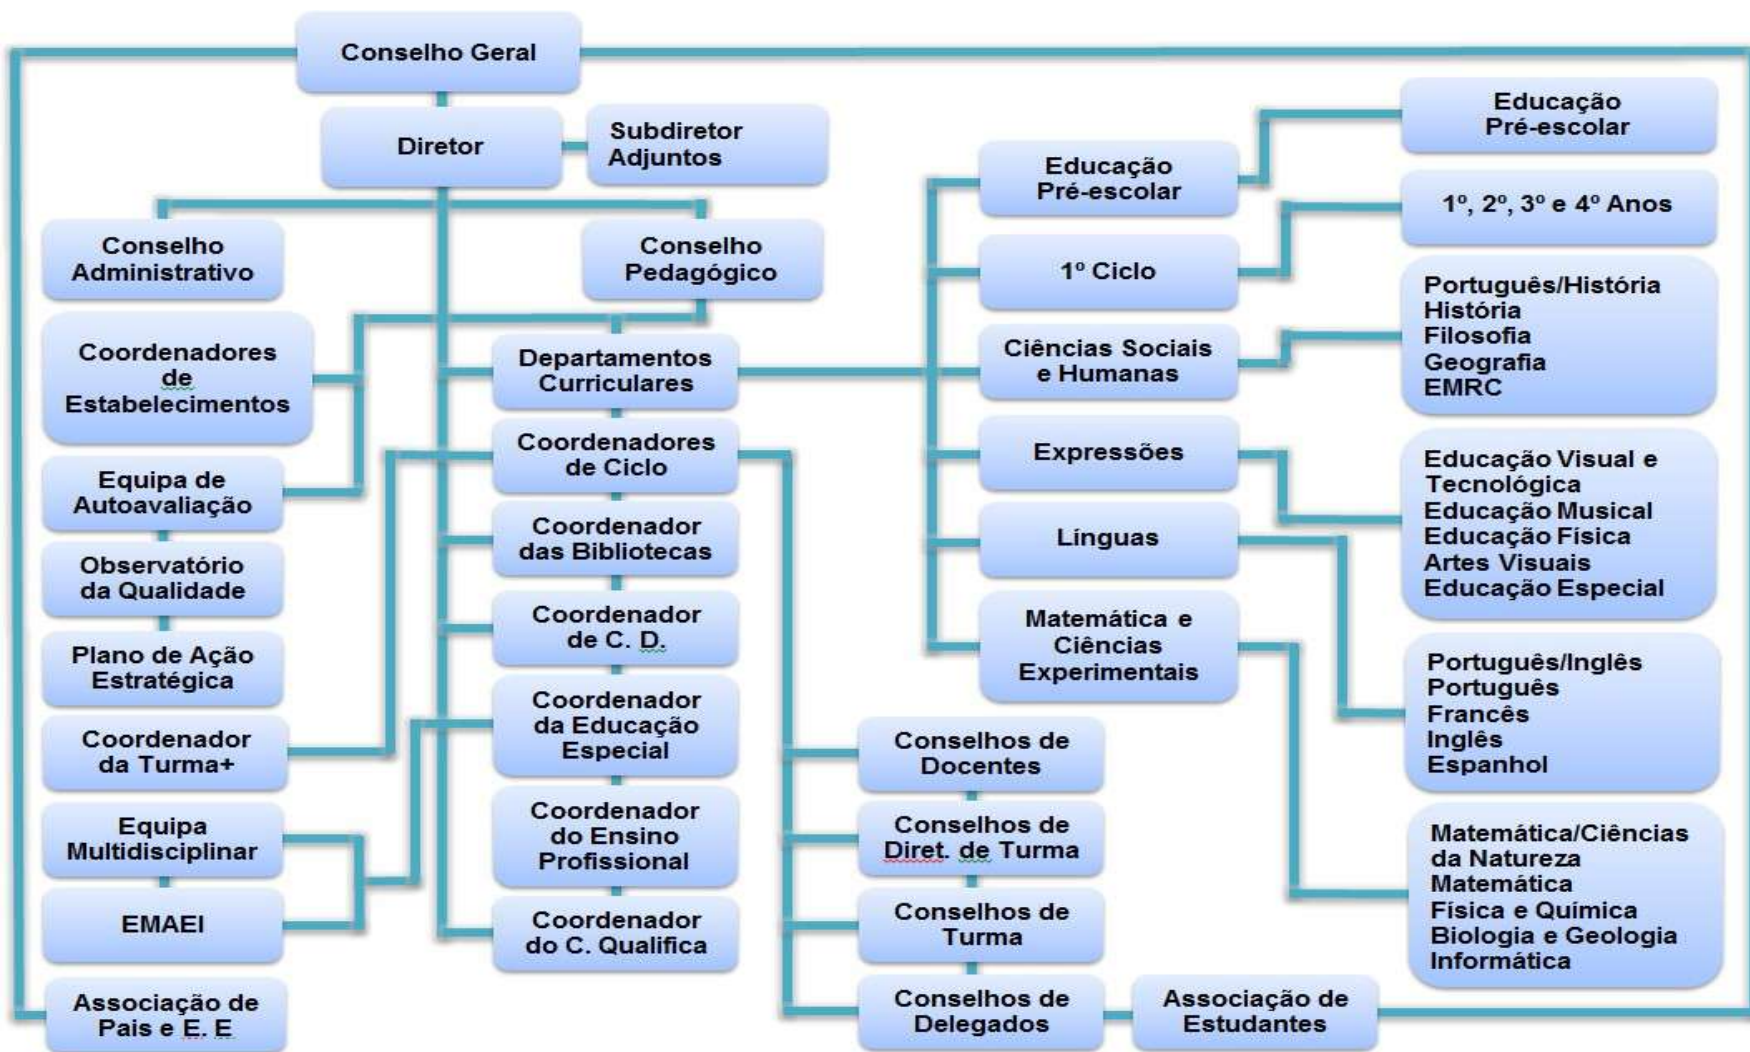 Conselho Geral
Diretor
Subdiretor
Adjuntos
Conselho
Administrativo
Conselho
Pedagógico
Coordenadores
de
Estabelecimentos
Equipa de
Autoavaliação
Observatório
da Qualidade
Plano de Ação
Estratégica
Coordenador
da Turma+
Equipa
Multidisciplinar
EMAEI
Associação de
Pais e E. E
Departamentos
Curriculares
Coordenadores
de Ciclo
Coordenador
das Bibliotecas
Coordenador
de C. D.
Coordenador
da Educação
Especial
Coordenador
do Ensino
Profissional
Coordenador
do C. Qualifica
Conselhos de
Docentes
Conselhos de
Diret. de Turma
Conselhos de
Turma
Conselhos de
Delegados
Associação de
Estudantes
Educação
Pré-escolar
1º Ciclo
Ciências Sociais
e Humanas
Expressões
Línguas
Matemática e
Ciências
Experimentais
Educação
Pré-escolar
1º, 2º, 3º e 4º Anos
Português/História
História
Filosofia
Geografia
EMRC
Educação Visual e
Tecnológica
Educação Musical
Educação Física
Artes Visuais
Educação Especial
Português/Inglês
Português
Francês
Inglês
Espanhol
Matemática/Ciências
da Natureza
Matemática
Física e Química
Biologia e Geologia
Informática